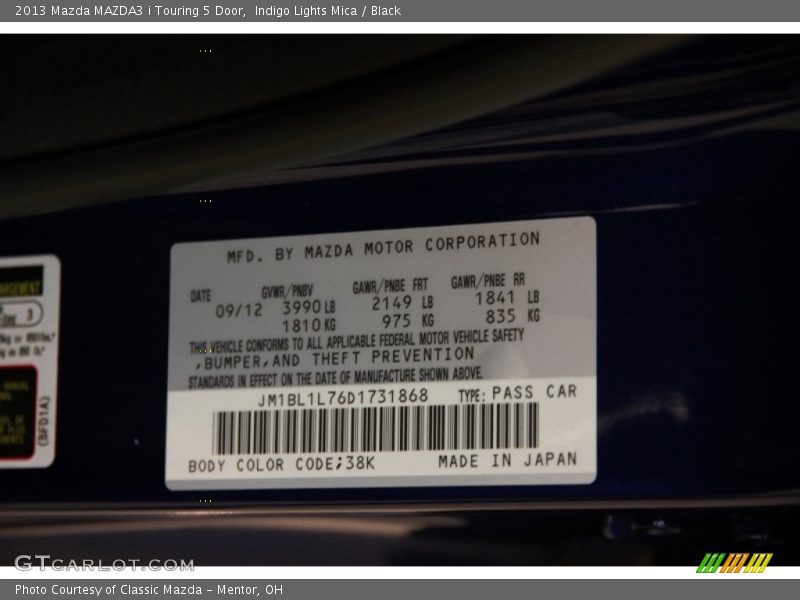 2013 Mazda MAZDA3 i Touring 5 Door, Indigo Lights Mica / Black
MFD. BY MAZDA MOTOR CORPORATION
DATE GVWR/PNBV GAWR/PNBE FRT GAWR/PNBE RR
09/12 3990 LB 2149 LB 1841 LB
1810 KG 975 KG 835 KG
THIS VEHICLE CONFORMS TO ALL APPLICABLE FEDERAL MOTOR VEHICLE SAFETY
,BUMPER,AND THEFT PREVENTION
STANDARDS IN EFFECT ON THE DATE OF MANUFACTURE SHOWN ABOVE.
JM1BL1L76D1731868 TYPE: PASS CAR
BODY COLOR CODE;38K MADE IN JAPAN
(BFD1A)
GTCARLOT.COM
Photo Courtesy of Classic Mazda - Mentor, OH